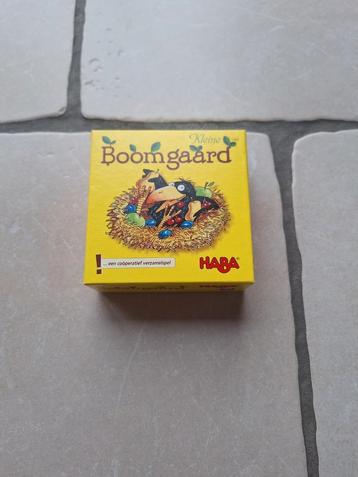 Kleine
Boomgaard
! ... een coöperatief verzamelspel
HABA